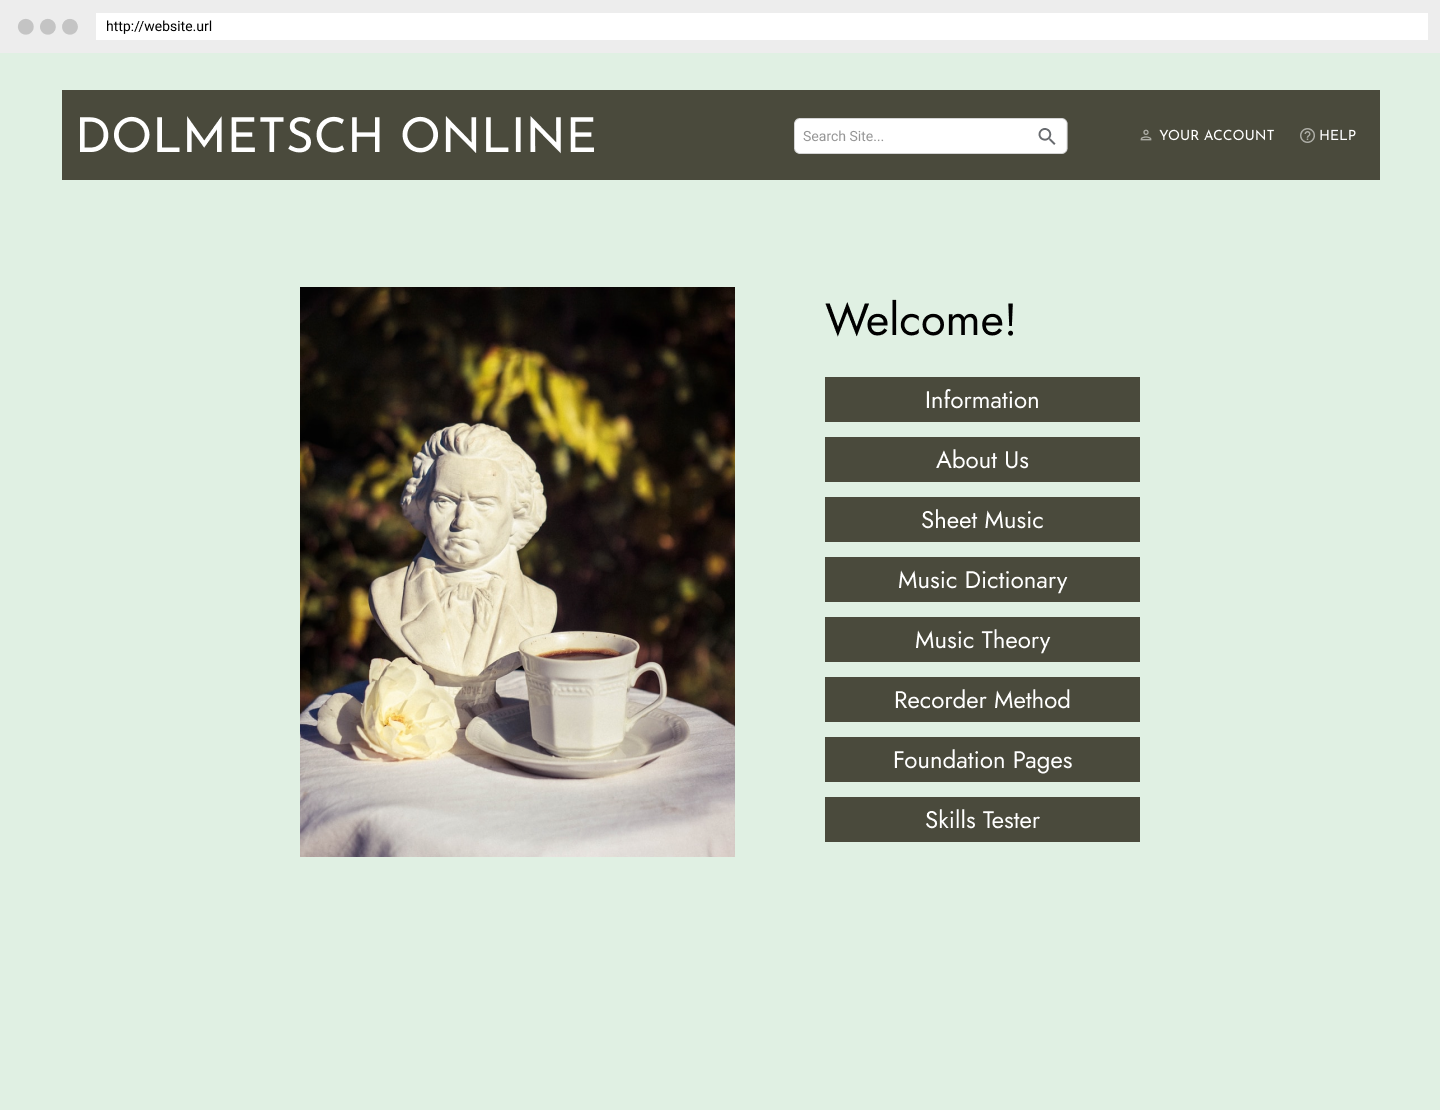 http://website.url
DOLMETSCH ONLINE
Search Site...
YOUR ACCOUNT
HELP
Welcome!
Information
About Us
Sheet Music
Music Dictionary
Music Theory
Recorder Method
Foundation Pages
Skills Tester